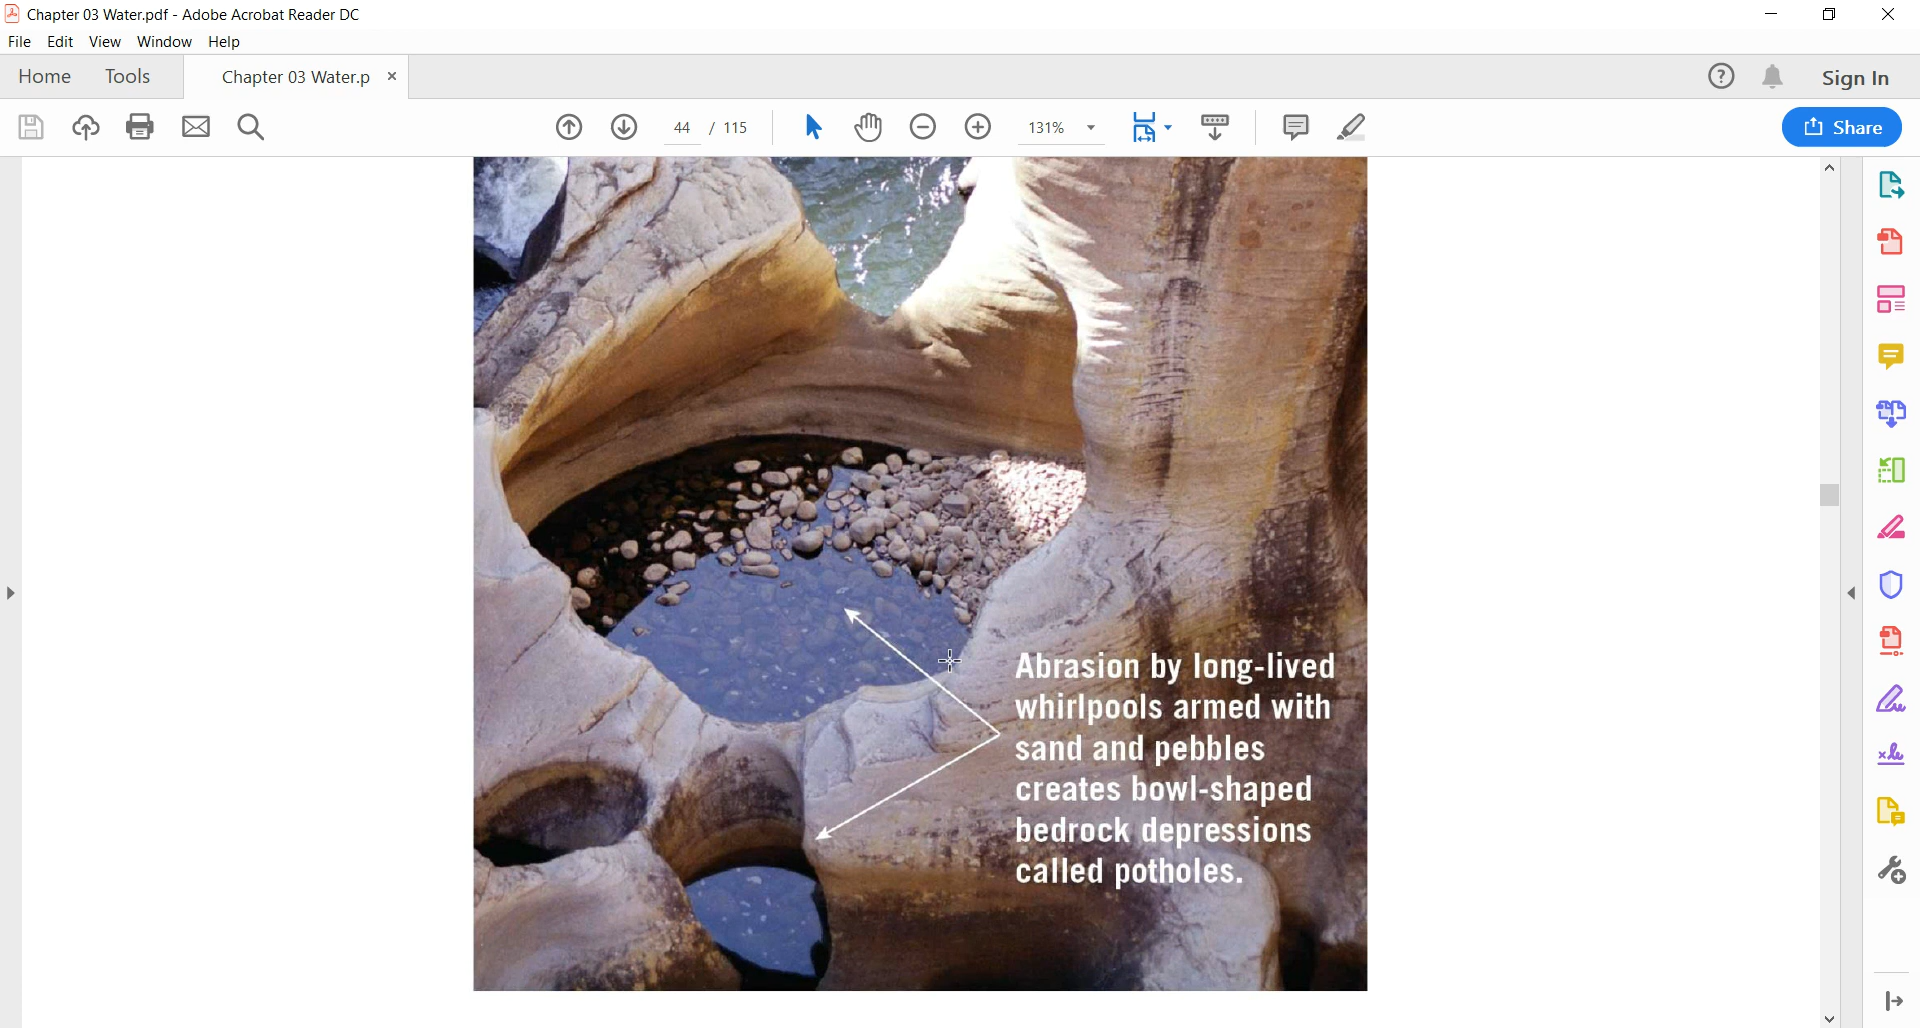 Chapter 03 Water.pdf - Adobe Acrobat Reader DC
File Edit View Window Help
Home Tools Chapter 03 Water.p
Sign In
44 / 115
131%
Share
Abrasion by long-lived
whirlpools armed with
sand and pebbles
creates bowl-shaped
bedrock depressions
called potholes.